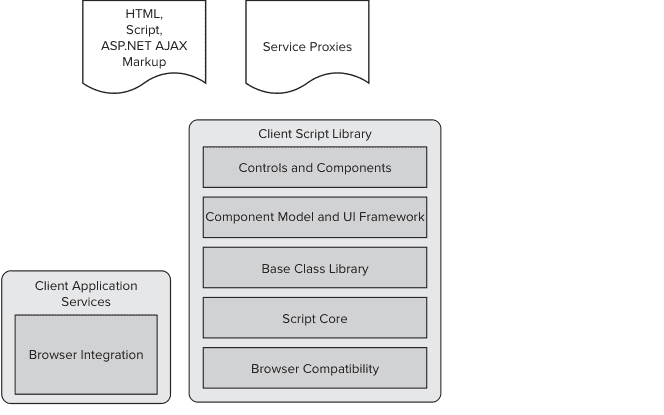 HTML,
Script,
ASP.NET AJAX
Markup
Service Proxies
Client Script Library
Controls and Components
Component Model and UI Framework
Base Class Library
Script Core
Browser Compatibility
Client Application
Services
Browser Integration